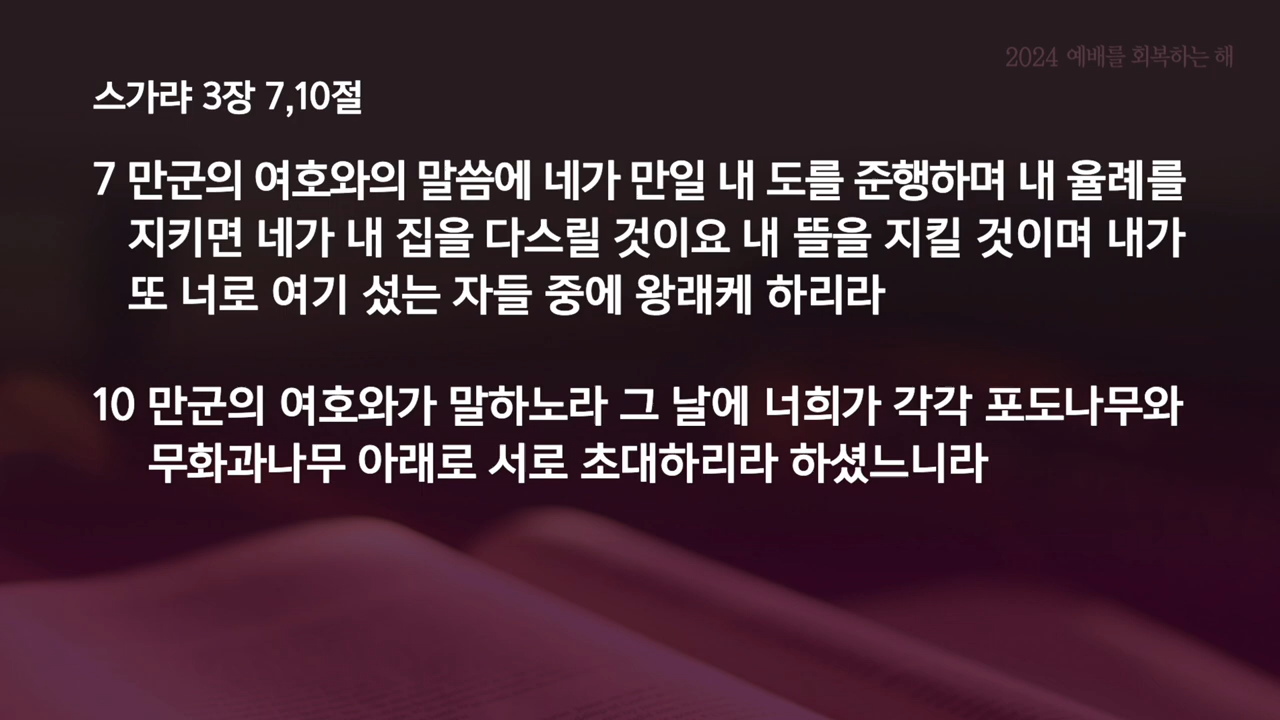 2024 예배를 회복하는 해
스가랴 3장 7,10절
7 만군의 여호와의 말씀에 네가 만일 내 도를 준행하며 내 율례를
지키면 네가 내 집을 다스릴 것이요 내 뜰을 지킬 것이며 내가
또 너로 여기 섰는 자들 중에 왕래케 하리라
10 만군의 여호와가 말하노라 그 날에 너희가 각각 포도나무와
무화과나무 아래로 서로 초대하리라 하셨느니라